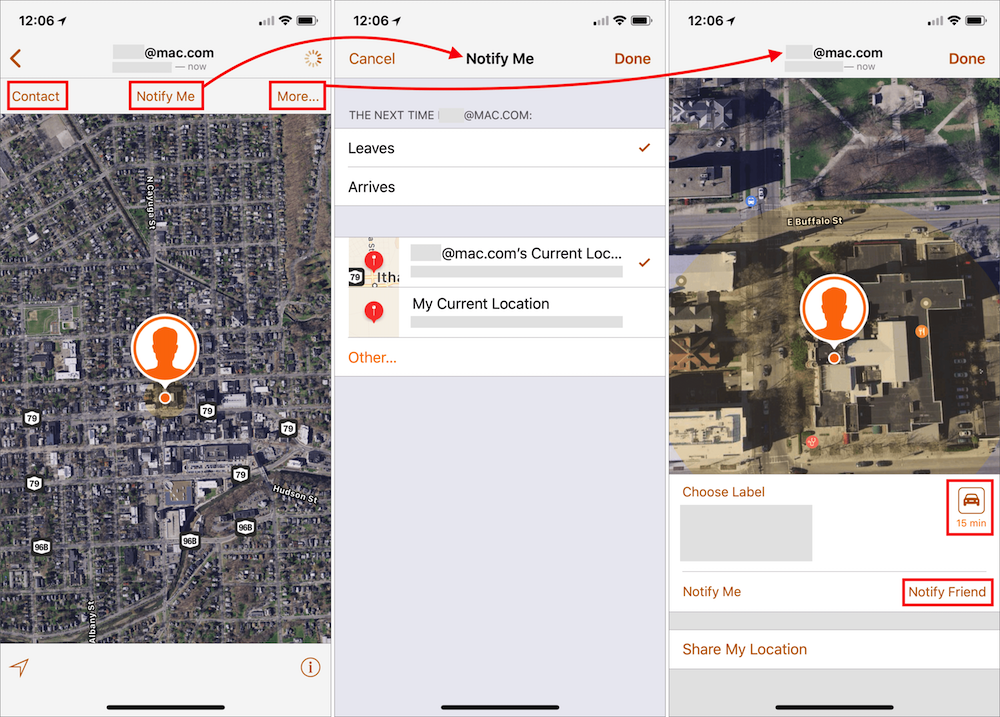 12:06
@mac.com
— now
Contact
Notify Me
More...
N Cayuga St
79
79
79
79
Hudson St
96B
96B
96B
Albany St
12:06
Cancel
Notify Me
Done
THE NEXT TIME @MAC.COM:
Leaves
Arrives
@mac.com's Current Loc...
79
Itha
My Current Location
Other...
12:06
@mac.com
— now
Done
E Buffalo St
Choose Label
15 min
Notify Me
Notify Friend
Share My Location